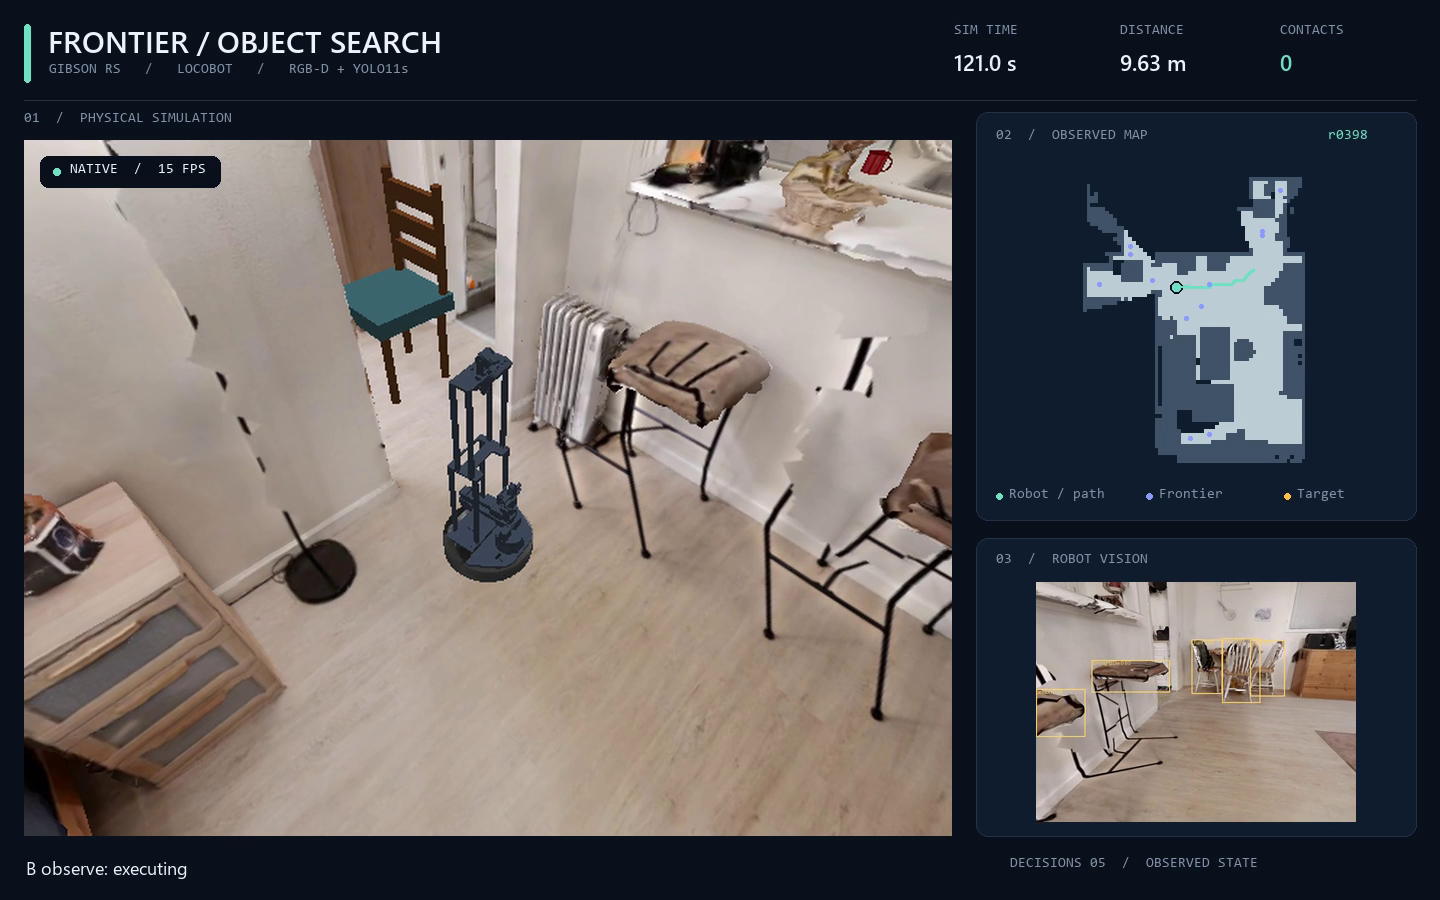 FRONTIER / OBJECT SEARCH
GIBSON RS / LOCOBOT / RGB-D + YOLO11s
SIM TIME
121.0 s
DISTANCE
9.63 m
CONTACTS
0
01 / PHYSICAL SIMULATION
NATIVE / 15 FPS
02 / OBSERVED MAP
r0398
Robot / path
Frontier
Target
03 / ROBOT VISION
B observe: executing
DECISIONS 05 / OBSERVED STATE